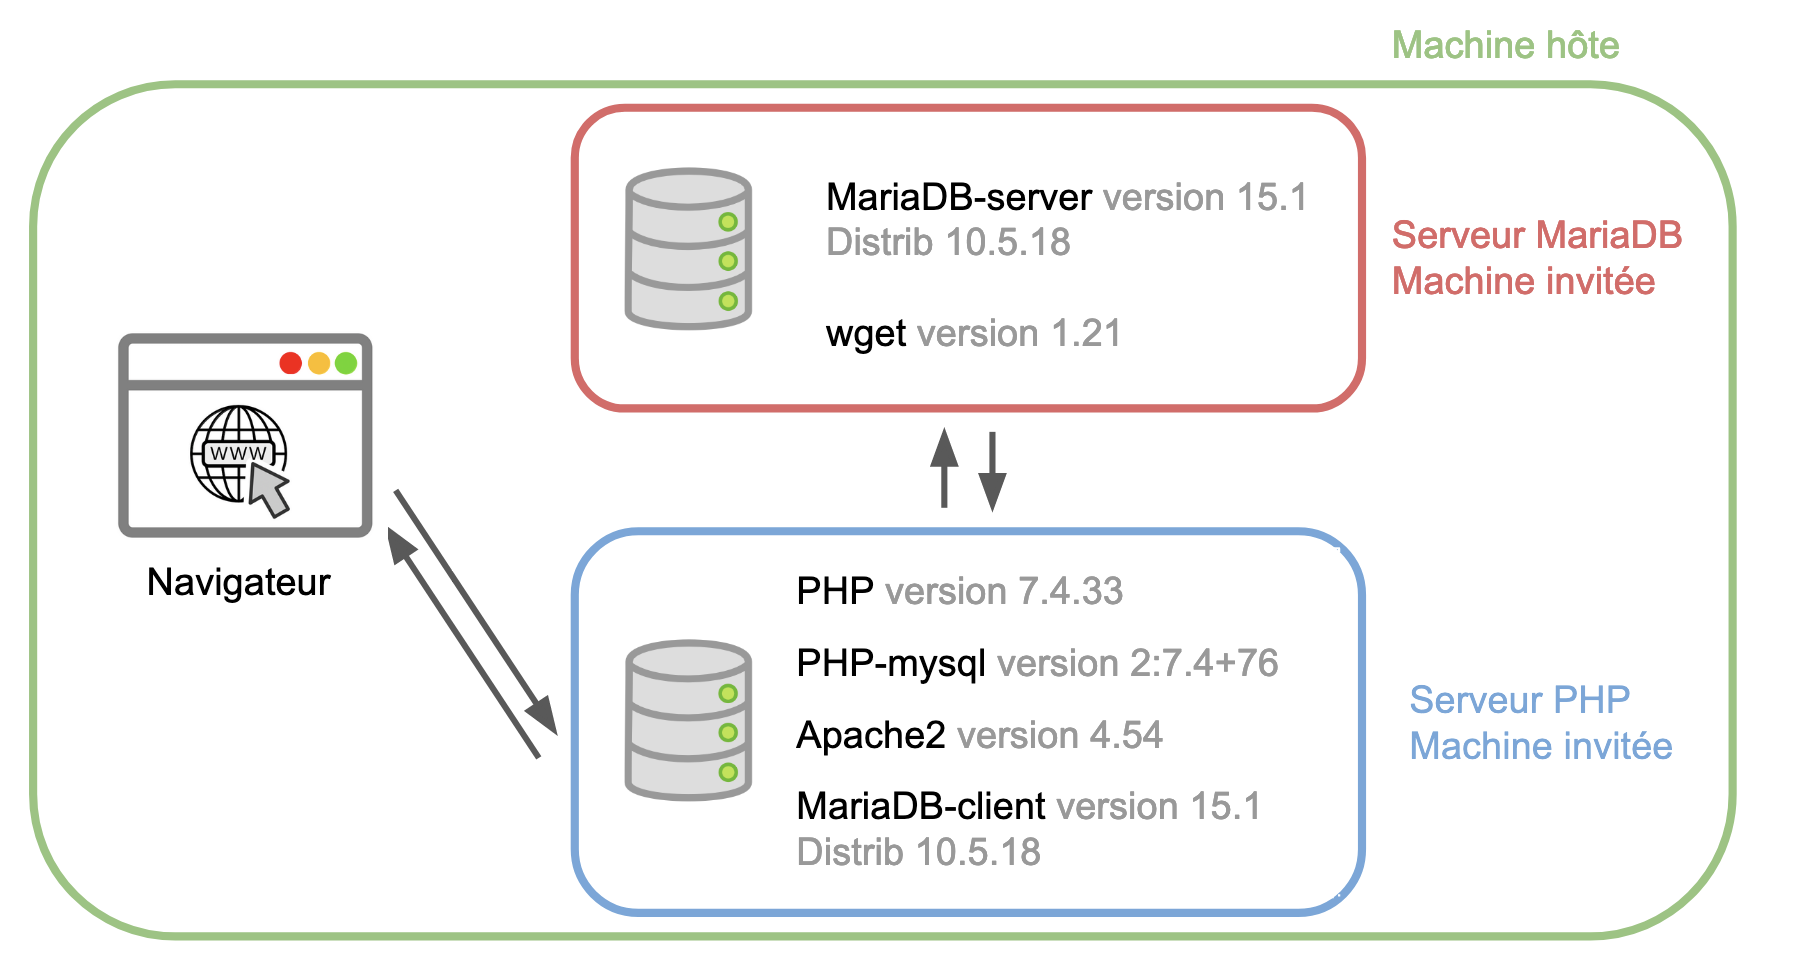 Machine hôte
MariaDB-server version 15.1
Distrib 10.5.18
wget version 1.21
Serveur MariaDB
Machine invitée
www
Navigateur
PHP version 7.4.33
PHP-mysql version 2:7.4+76
Apache2 version 4.54
MariaDB-client version 15.1
Distrib 10.5.18
Serveur PHP
Machine invitée